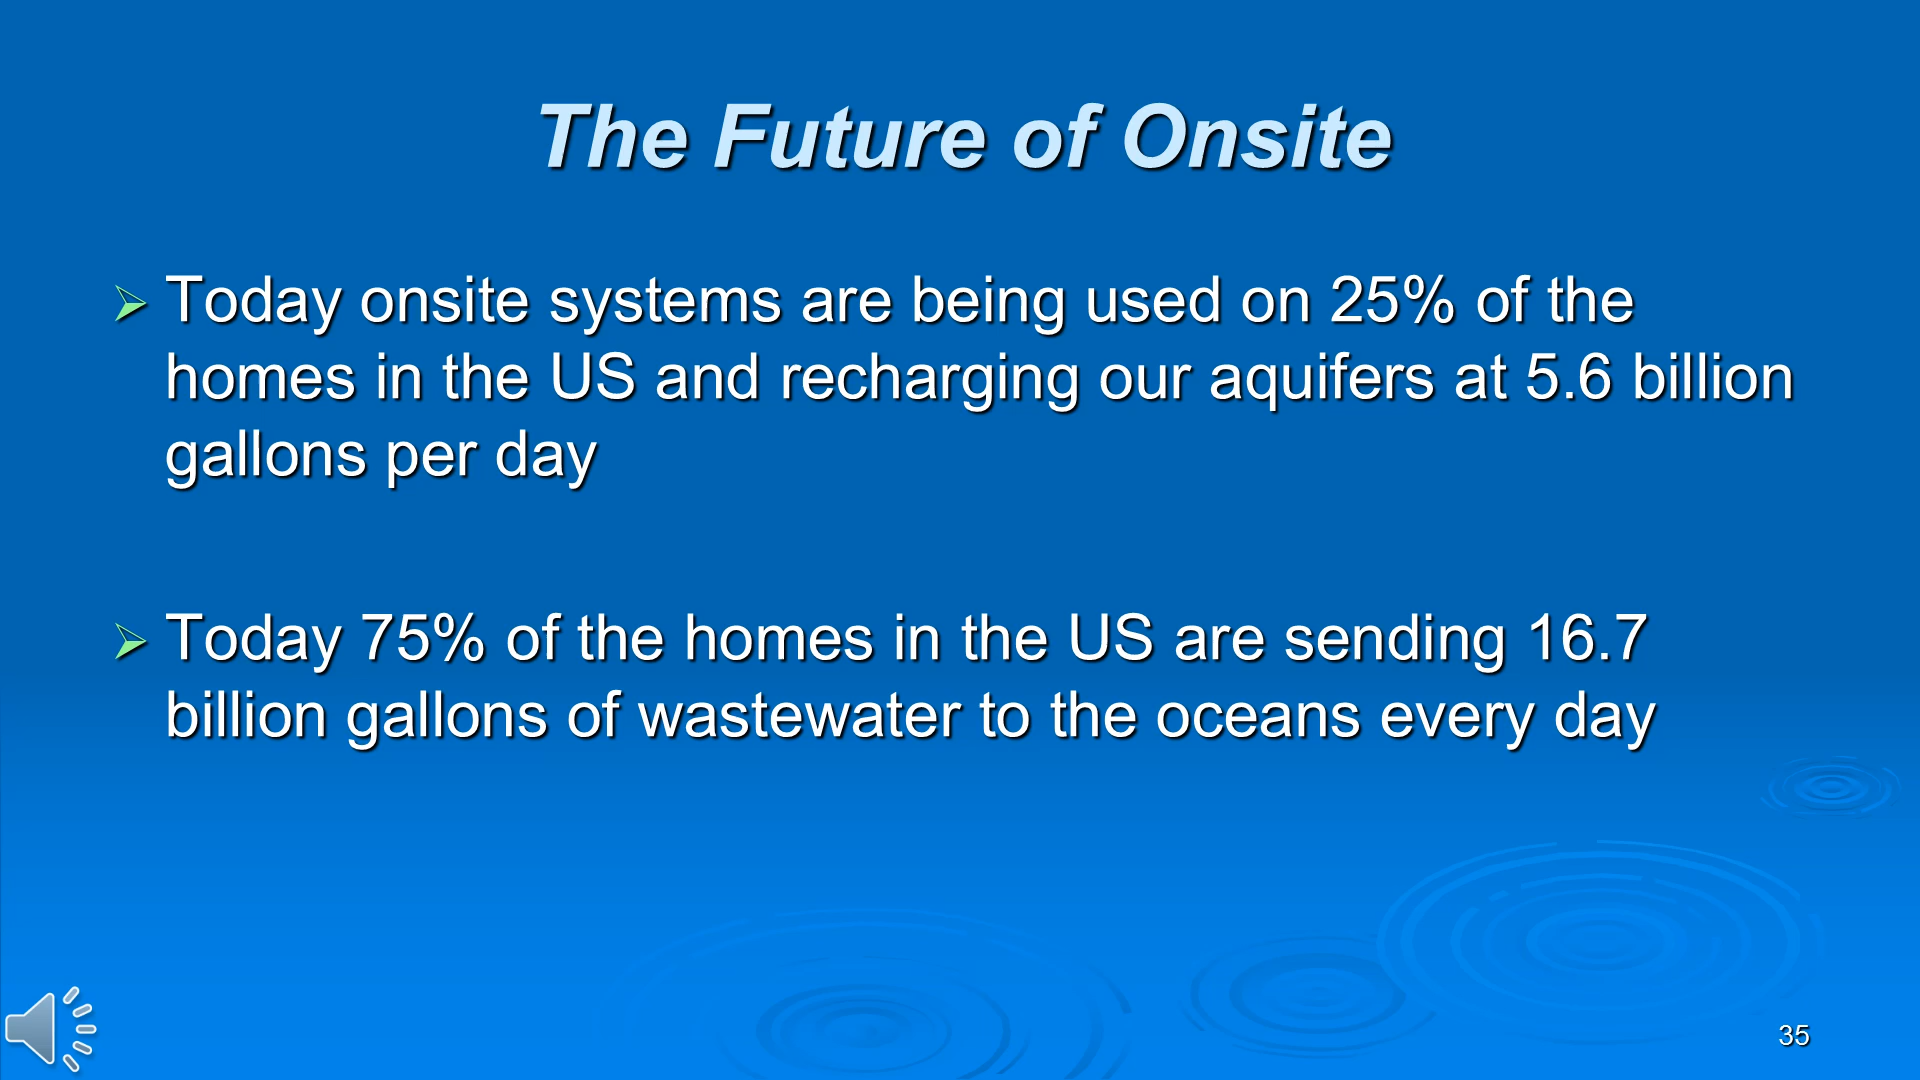 The Future of Onsite
Today onsite systems are being used on 25% of the
homes in the US and recharging our aquifers at 5.6 billion
gallons per day
Today 75% of the homes in the US are sending 16.7
billion gallons of wastewater to the oceans every day
35